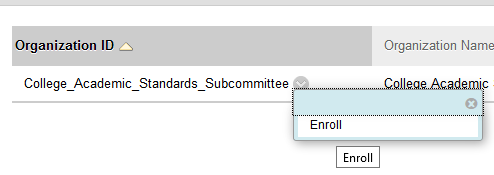 Organization ID Organization Name
College_Academic_Standards_Subcommittee College Academic
Enroll
Enroll